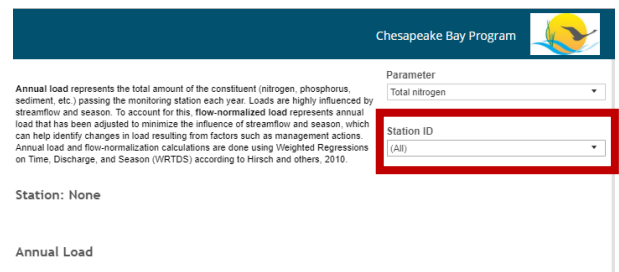 Chesapeake Bay Program
Parameter
Total nitrogen
Annual load represents the total amount of the constituent (nitrogen, phosphorus,
sediment, etc.) passing the monitoring station each year. Loads are highly influenced by
streamflow and season. To account for this, flow-normalized load represents annual
load that has been adjusted to minimize the influence of streamflow and season, which
can help identify changes in load resulting from factors such as management actions.
Annual load and flow-normalization calculations are done using Weighted Regressions
on Time, Discharge, and Season (WRTDS) according to Hirsch and others, 2010.
Station ID
(All)
Station: None
Annual Load